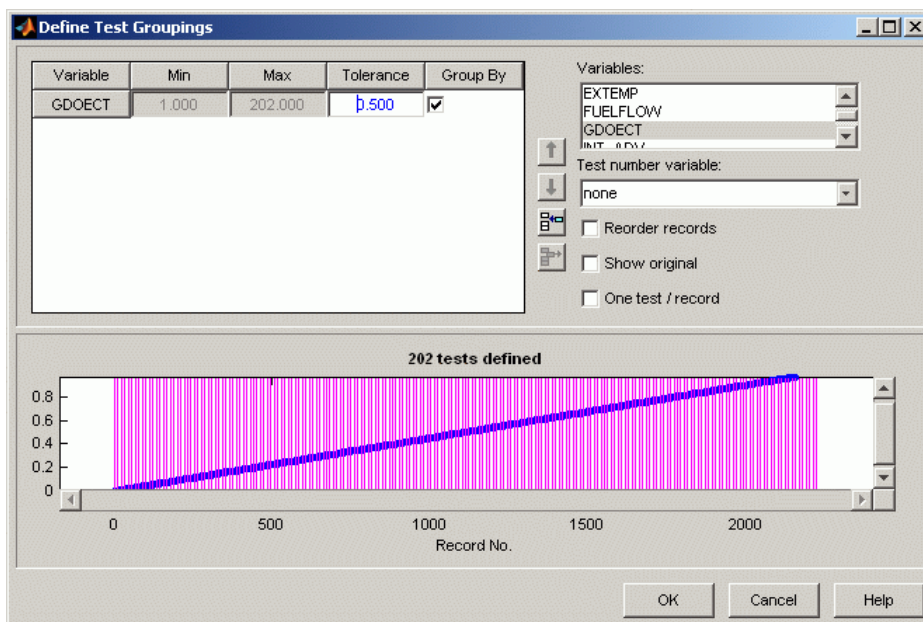 Define Test Groupings
Variable Min Max Tolerance Group By
GDOECT 1.000 202.000 0.500
Variables:
EXTEMP
FUELFLOW
GDOECT
Test number variable:
none
Reorder records
Show original
One test / record
202 tests defined
0.8
0.6
0.4
0.2
0
0 500 1000 1500 2000
Record No.
OK Cancel Help